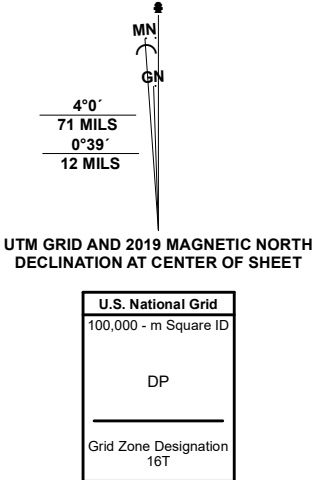 MN
GN
4°0´
71 MILS
0°39´
12 MILS
UTM GRID AND 2019 MAGNETIC NORTH
DECLINATION AT CENTER OF SHEET
U.S. National Grid
100,000 - m Square ID
DP
Grid Zone Designation
16T